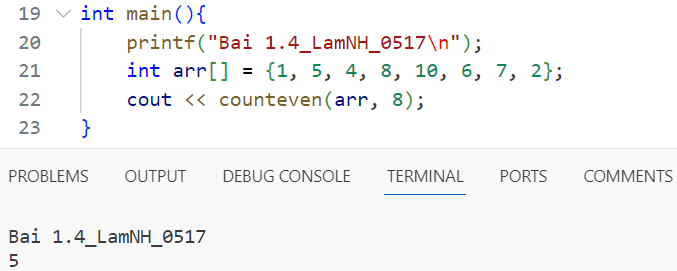 19 int main(){
20 printf("Bai 1.4_LamNH_0517\n");
21 int arr[] = {1, 5, 4, 8, 10, 6, 7, 2};
22 cout << counteven(arr, 8);
23 }
PROBLEMS OUTPUT DEBUG CONSOLE TERMINAL PORTS COMMENTS
Bai 1.4_LamNH_0517
5